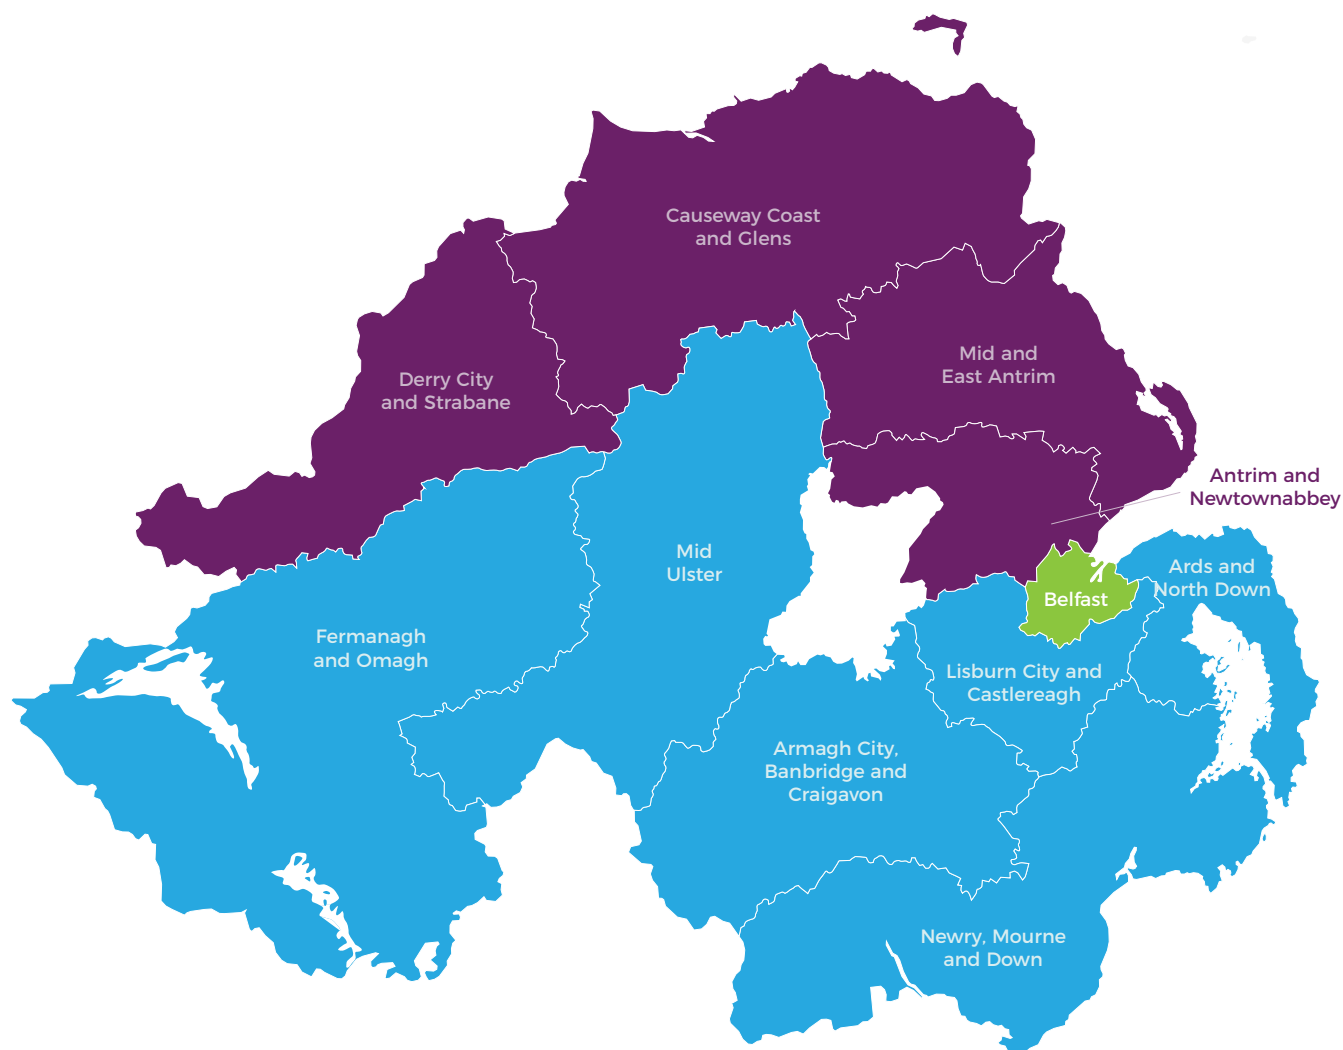 Causeway Coast
and Glens
Mid and
East Antrim
Derry City
and Strabane
Antrim and
Newtownabbey
Mid
Ulster
Ards and
North Down
Belfast
Fermanagh
and Omagh
Lisburn City and
Castlereagh
Armagh City,
Banbridge and
Craigavon
Newry, Mourne
and Down